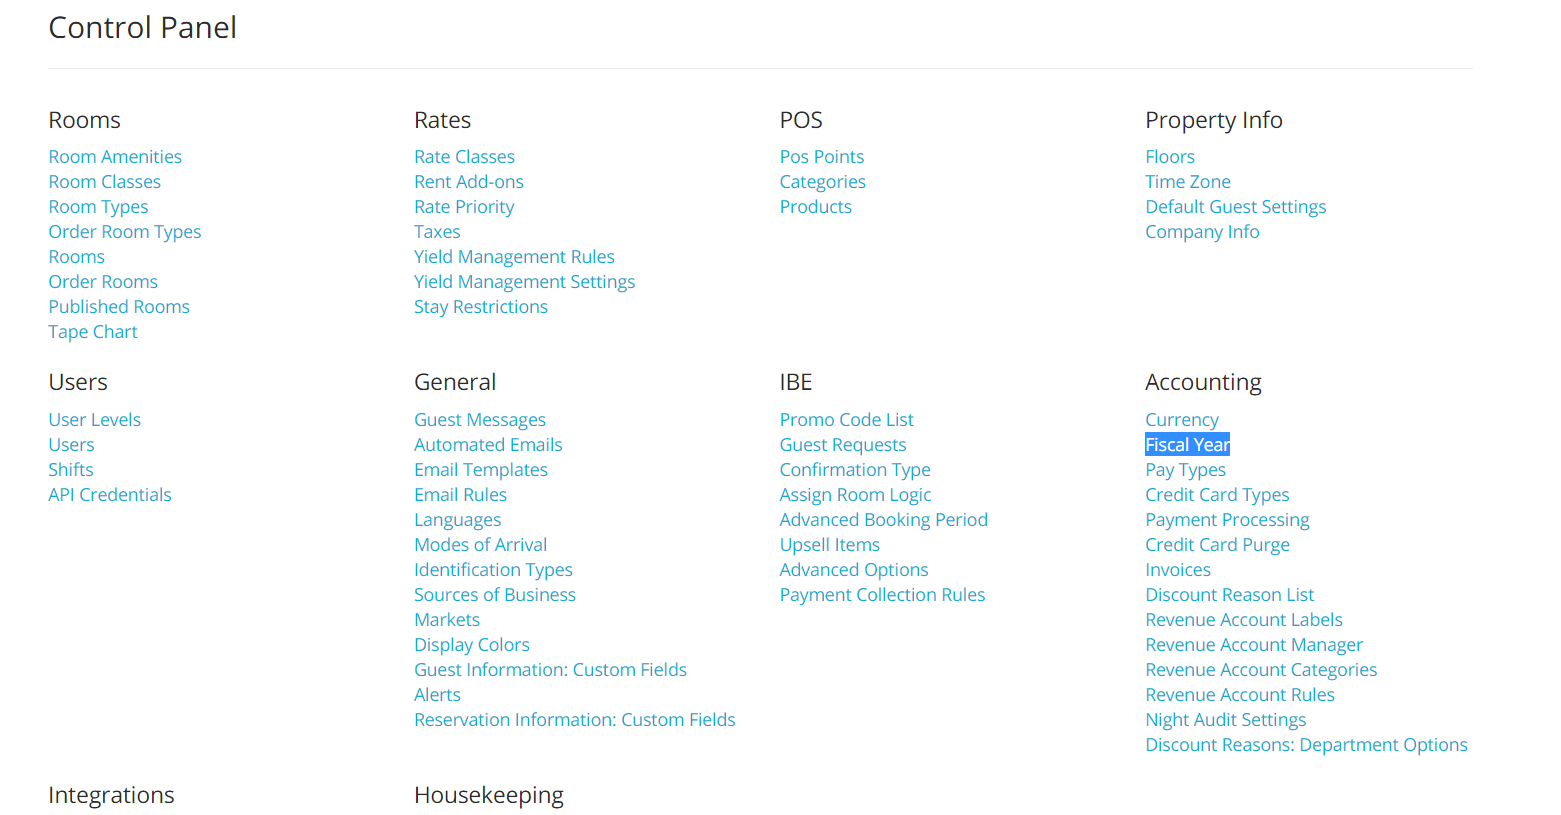 Control Panel
Rooms
Room Amenities
Room Classes
Room Types
Order Room Types
Rooms
Order Rooms
Published Rooms
Tape Chart
Rates
Rate Classes
Rent Add-ons
Rate Priority
Taxes
Yield Management Rules
Yield Management Settings
Stay Restrictions
POS
Pos Points
Categories
Products
Property Info
Floors
Time Zone
Default Guest Settings
Company Info
Users
User Levels
Users
Shifts
API Credentials
General
Guest Messages
Automated Emails
Email Templates
Email Rules
Languages
Modes of Arrival
Identification Types
Sources of Business
Markets
Display Colors
Guest Information: Custom Fields
Alerts
Reservation Information: Custom Fields
IBE
Promo Code List
Guest Requests
Confirmation Type
Assign Room Logic
Advanced Booking Period
Upsell Items
Advanced Options
Payment Collection Rules
Accounting
Currency
Fiscal Year
Pay Types
Credit Card Types
Payment Processing
Credit Card Purge
Invoices
Discount Reason List
Revenue Account Labels
Revenue Account Manager
Revenue Account Categories
Revenue Account Rules
Night Audit Settings
Discount Reasons: Department Options
Integrations
Housekeeping